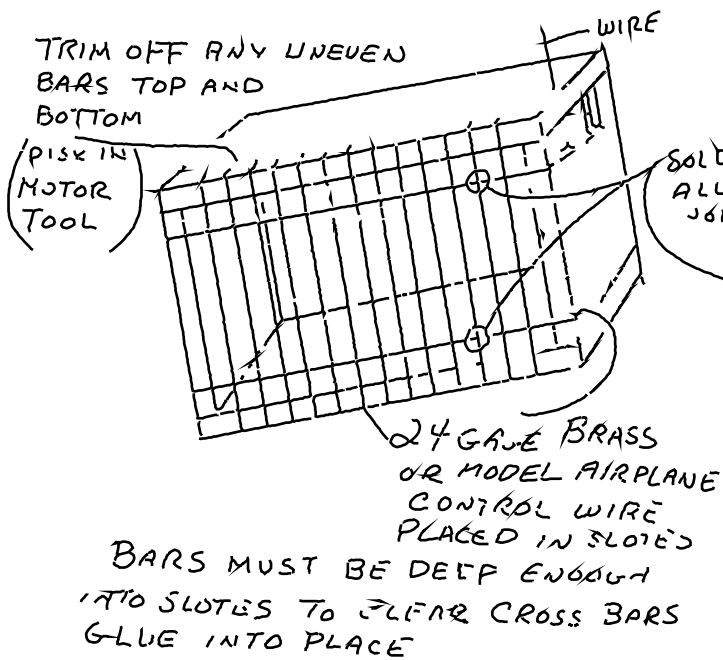 WIRE
TRIM OFF ANY UNEVEN
BARS TOP AND
BOTTOM
DISK IN
MOTOR
TOOL
SOLD
ALL
JO
24 GAUE BRASS
OR MODEL AIRPLANE
CONTROL WIRE
PLACED IN SLOTES
BARS MUST BE DEEP ENOUGH
INTO SLOTES TO CLEAR CROSS BARS
GLUE INTO PLACE